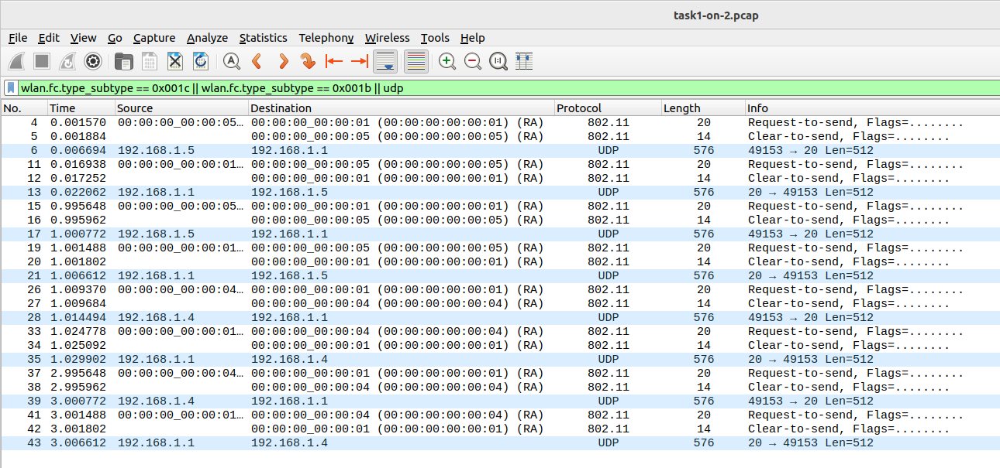 task1-on-2.pcap
File Edit View Go Capture Analyze Statistics Telephony Wireless Tools Help
wlan.fc.type_subtype == 0x001c || wlan.fc.type_subtype == 0x001b || udp
No. Time Source Destination Protocol Length Info
4 0.001570 00:00:00_00:00:05… 00:00:00_00:00:01 (00:00:00:00:00:01) (RA) 802.11 20 Request-to-send, Flags=........
5 0.001884 00:00:00_00:00:05 (00:00:00:00:00:05) (RA) 802.11 14 Clear-to-send, Flags=........
6 0.006694 192.168.1.5 192.168.1.1 UDP 576 49153 → 20 Len=512
11 0.016938 00:00:00_00:00:01… 00:00:00_00:00:05 (00:00:00:00:00:05) (RA) 802.11 20 Request-to-send, Flags=........
12 0.017252 00:00:00_00:00:01 (00:00:00:00:00:01) (RA) 802.11 14 Clear-to-send, Flags=........
13 0.022062 192.168.1.1 192.168.1.5 UDP 576 20 → 49153 Len=512
15 0.995648 00:00:00_00:00:05… 00:00:00_00:00:01 (00:00:00:00:00:01) (RA) 802.11 20 Request-to-send, Flags=........
16 0.995962 00:00:00_00:00:05 (00:00:00:00:00:05) (RA) 802.11 14 Clear-to-send, Flags=........
17 1.000772 192.168.1.5 192.168.1.1 UDP 576 49153 → 20 Len=512
19 1.001488 00:00:00_00:00:01… 00:00:00_00:00:05 (00:00:00:00:00:05) (RA) 802.11 20 Request-to-send, Flags=........
20 1.001802 00:00:00_00:00:01 (00:00:00:00:00:01) (RA) 802.11 14 Clear-to-send, Flags=........
21 1.006612 192.168.1.1 192.168.1.5 UDP 576 20 → 49153 Len=512
26 1.009370 00:00:00_00:00:04… 00:00:00_00:00:01 (00:00:00:00:00:01) (RA) 802.11 20 Request-to-send, Flags=........
27 1.009684 00:00:00_00:00:04 (00:00:00:00:00:04) (RA) 802.11 14 Clear-to-send, Flags=........
28 1.014494 192.168.1.4 192.168.1.1 UDP 576 49153 → 20 Len=512
33 1.024778 00:00:00_00:00:01… 00:00:00_00:00:04 (00:00:00:00:00:04) (RA) 802.11 20 Request-to-send, Flags=........
34 1.025092 00:00:00_00:00:01 (00:00:00:00:00:01) (RA) 802.11 14 Clear-to-send, Flags=........
35 1.029902 192.168.1.1 192.168.1.4 UDP 576 20 → 49153 Len=512
37 2.995648 00:00:00_00:00:04… 00:00:00_00:00:01 (00:00:00:00:00:01) (RA) 802.11 20 Request-to-send, Flags=........
38 2.995962 00:00:00_00:00:04 (00:00:00:00:00:04) (RA) 802.11 14 Clear-to-send, Flags=........
39 3.000772 192.168.1.4 192.168.1.1 UDP 576 49153 → 20 Len=512
41 3.001488 00:00:00_00:00:01… 00:00:00_00:00:04 (00:00:00:00:00:04) (RA) 802.11 20 Request-to-send, Flags=........
42 3.001802 00:00:00_00:00:01 (00:00:00:00:00:01) (RA) 802.11 14 Clear-to-send, Flags=........
43 3.006612 192.168.1.1 192.168.1.4 UDP 576 20 → 49153 Len=512